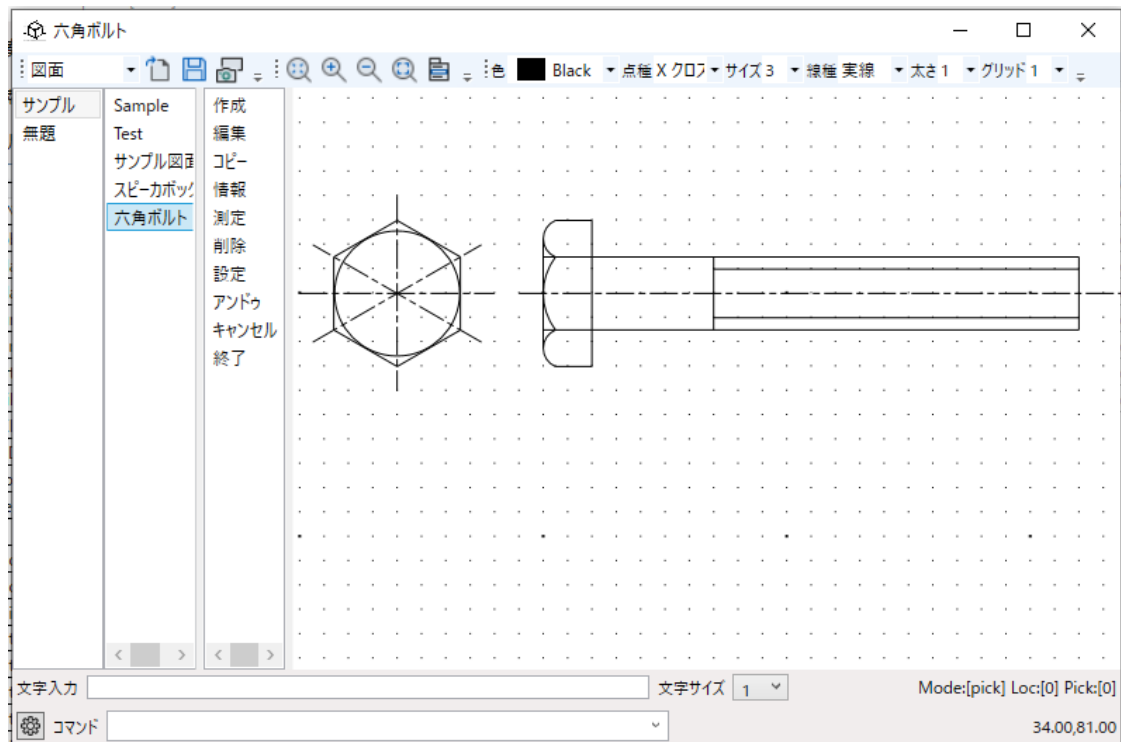 六角ボルト
図面 色 Black 点種 X クロス サイズ 3 線種 実線 太さ 1 グリッド 1
サンプル
無題
Sample
Test
サンプル図面
スピーカボック
六角ボルト
作成
編集
コピー
情報
測定
削除
設定
アンドゥ
キャンセル
終了
文字入力 文字サイズ 1 Mode:[pick] Loc:[0] Pick:[0]
コマンド 34.00,81.00